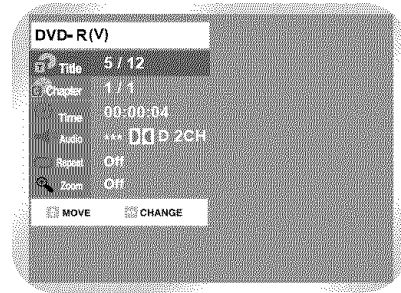 DVD-R(V)
Title 5 / 12
Chapter 1 / 1
Time 00:00:04
Audio *** DD D 2CH
Repeat Off
Zoom Off
MOVE CHANGE